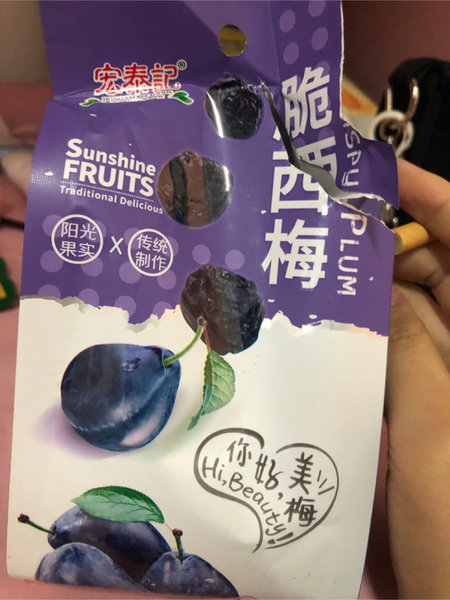 宏泰記
®
Sunshine
FRUITS
Traditional Delicious
阳光
果实
X
传统
制作
脆西梅
SPY PLUM
你好,美梅
Hi, Beauty!